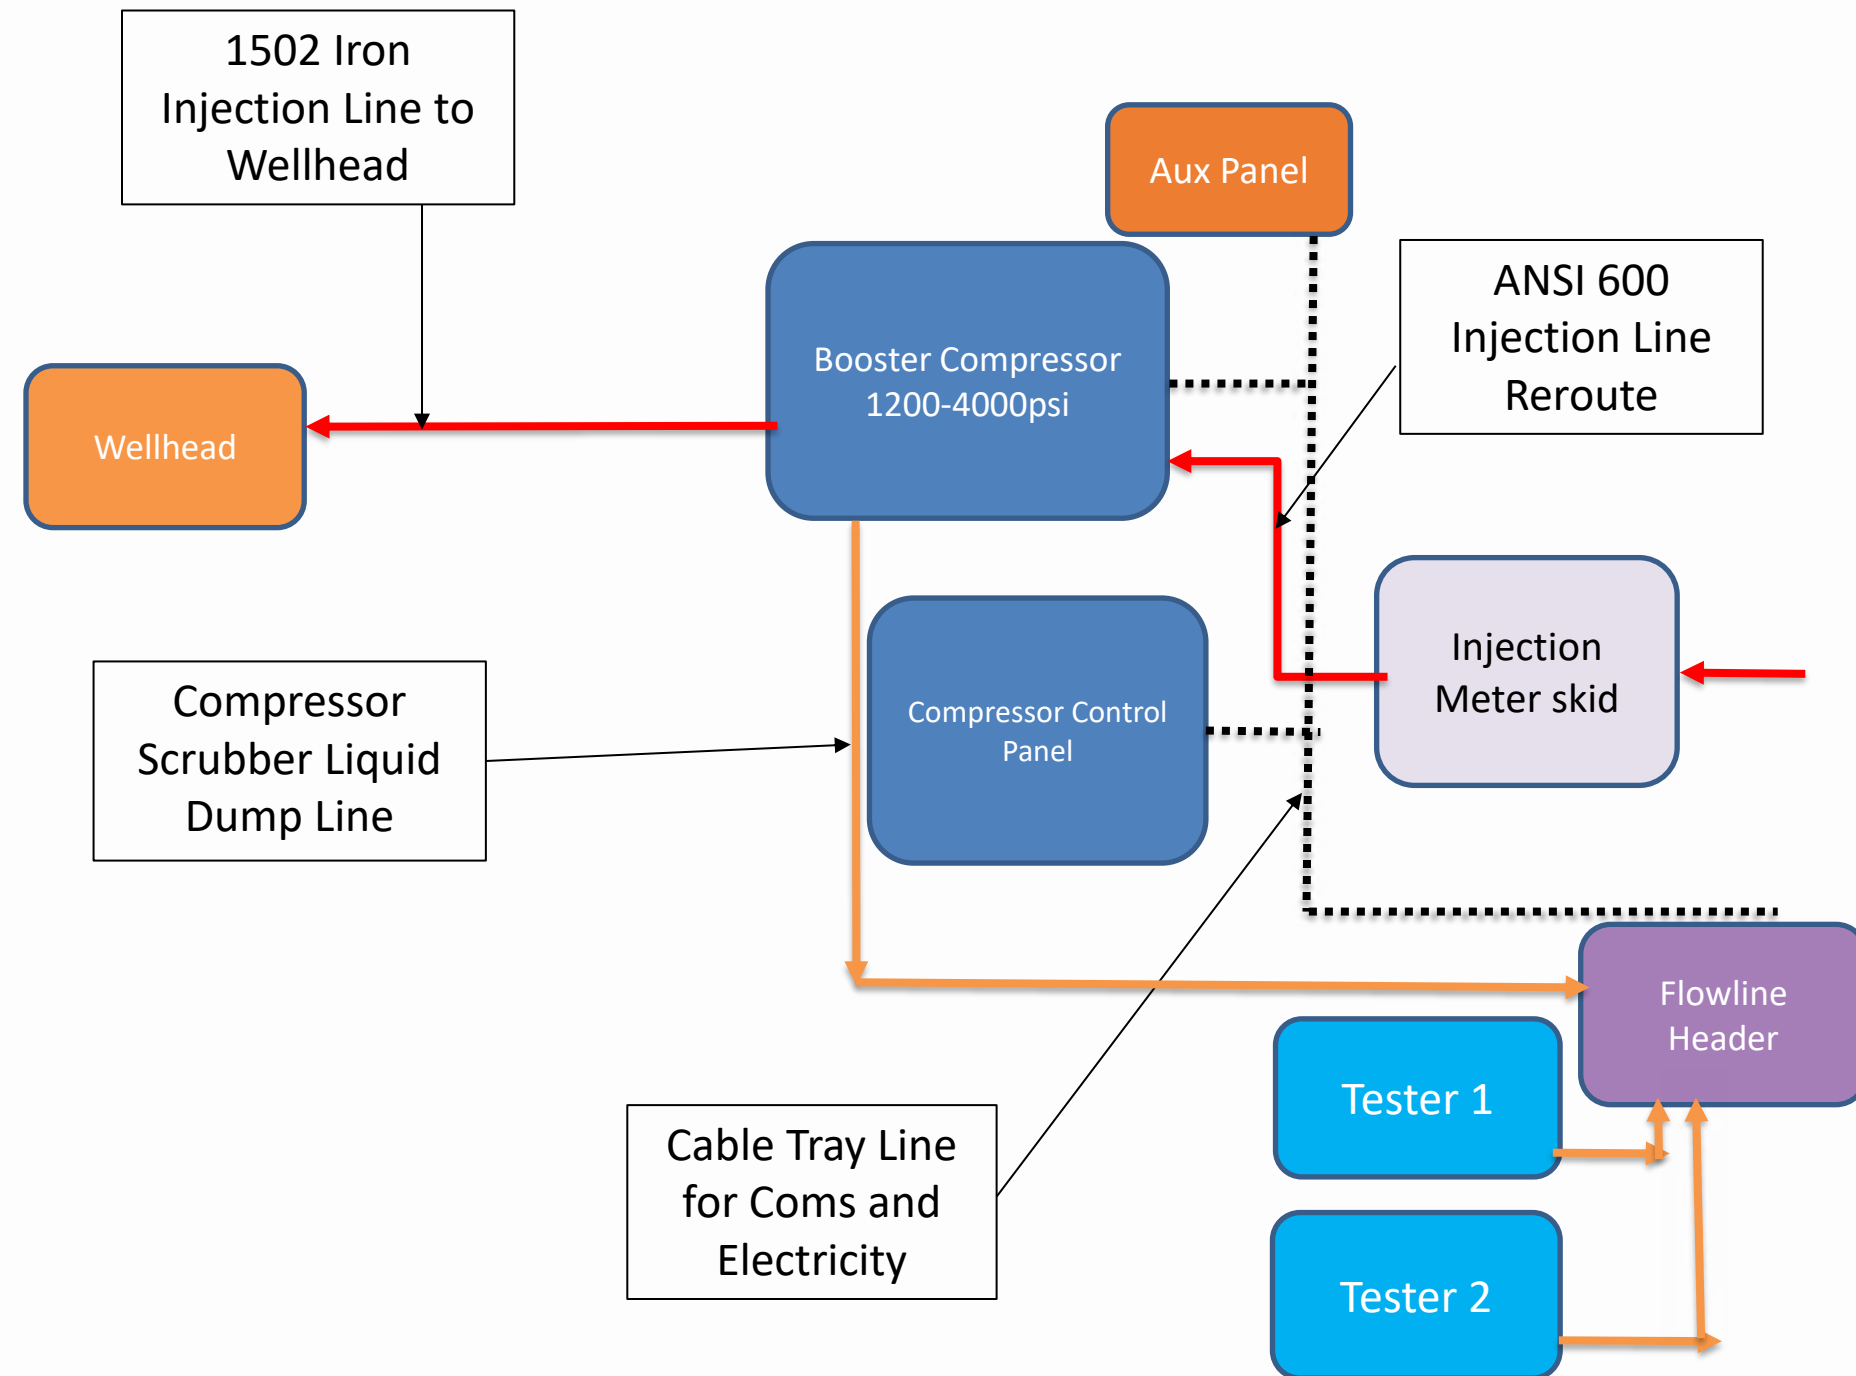 1502 Iron
Injection Line to
Wellhead
Aux Panel
ANSI 600
Injection Line
Reroute
Booster Compressor
1200-4000psi
Wellhead
Injection
Meter skid
Compressor
Scrubber Liquid
Dump Line
Compressor Control
Panel
Flowline
Header
Tester 1
Cable Tray Line
for Coms and
Electricity
Tester 2